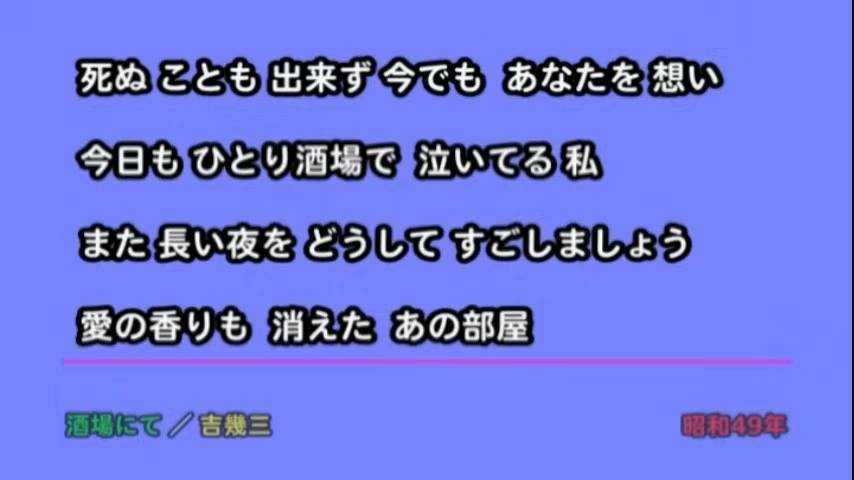 死ぬ ことも 出来ず 今でも あなたを 想い
今日も ひとり酒場で 泣いてる 私
また 長い夜を どうして すごしましょう
愛の香りも 消えた あの部屋
酒場にて / 吉幾三 昭和49年